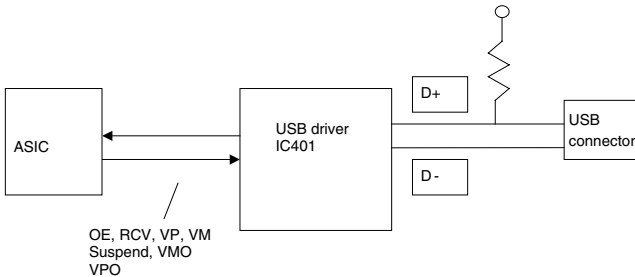 D+
USB driver
IC401
USB
connector
ASIC
D-
OE, RCV, VP, VM
Suspend, VMO
VPO